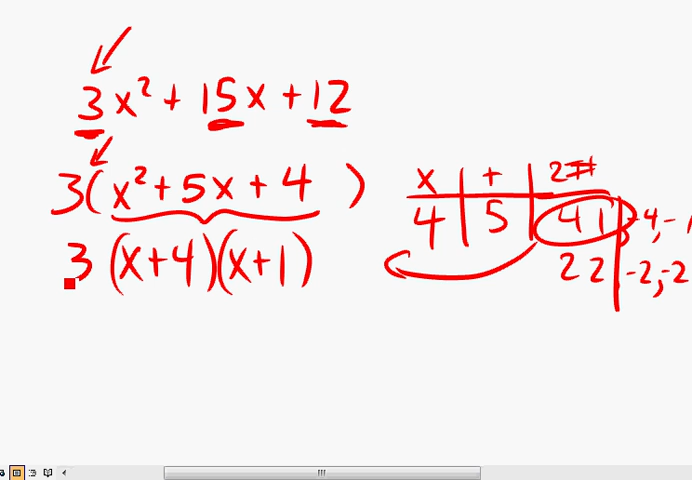 3x² + 15x + 12
3(x² + 5x + 4)
3(x+4)(x+1)
x | + | 2#
4 | 5 | 4 1 | -4,-1
2 2 | -2,-2